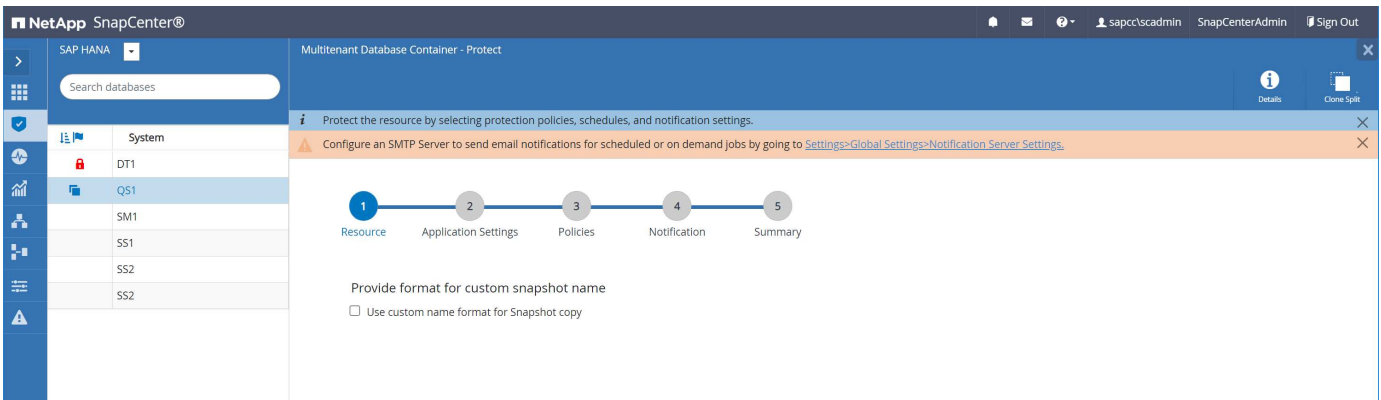 NetApp SnapCenter®
sapcc\scadmin SnapCenterAdmin Sign Out
SAP HANA
Multitenant Database Container - Protect
Search databases
Details
Clone Split
i Protect the resource by selecting protection policies, schedules, and notification settings.
Configure an SMTP Server to send email notifications for scheduled or on demand jobs by going to Settings>Global Settings>Notification Server Settings.
System
DT1
QS1
SM1
SS1
SS2
SS2
1 2 3 4 5
Resource Application Settings Policies Notification Summary
Provide format for custom snapshot name
Use custom name format for Snapshot copy